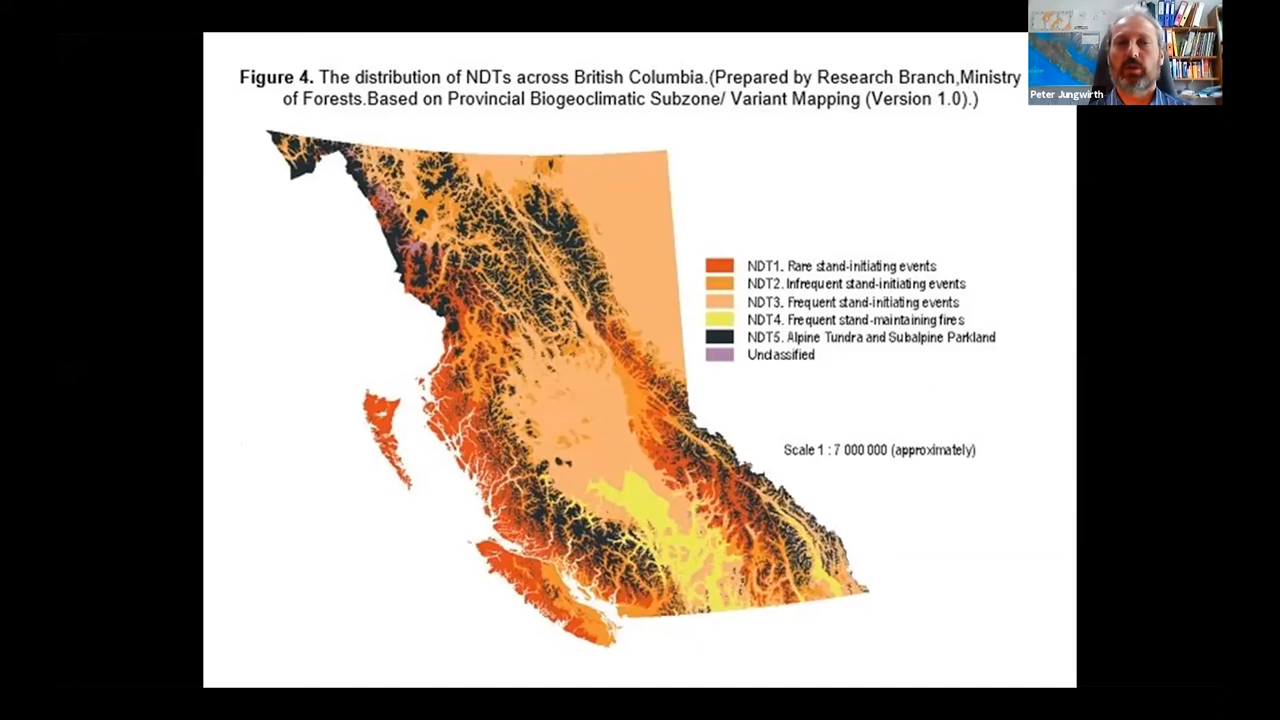 Figure 4. The distribution of NDTs across British Columbia.(Prepared by Research Branch,Ministry
of Forests.Based on Provincial Biogeoclimatic Subzone/ Variant Mapping (Version 1.0).)
Peter Jungwirth
NDT1. Rare stand-initiating events
NDT2. Infrequent stand-initiating events
NDT3. Frequent stand-initiating events
NDT4. Frequent stand-maintaining fires
NDT5. Alpine Tundra and Subalpine Parkland
Unclassified
Scale 1 : 7 000 000 (approximately)